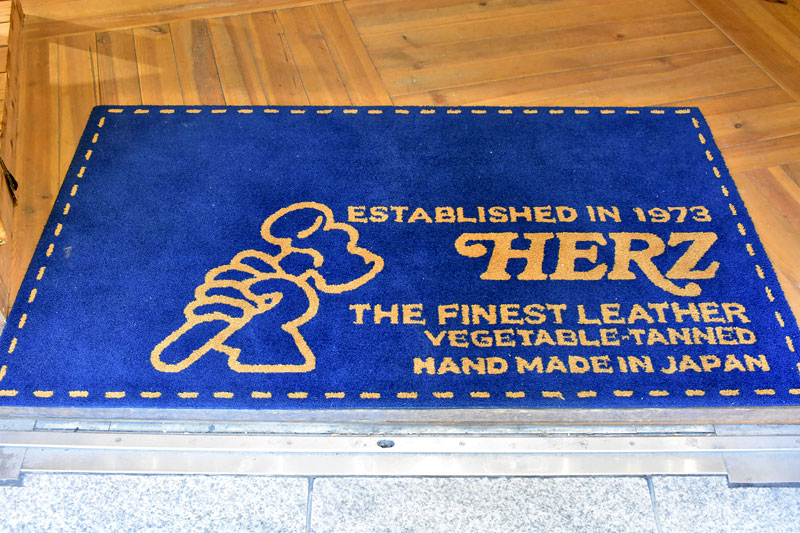 ESTABLISHED IN 1973
HERZ
THE FINEST LEATHER
VEGETABLE-TANNED
HAND MADE IN JAPAN